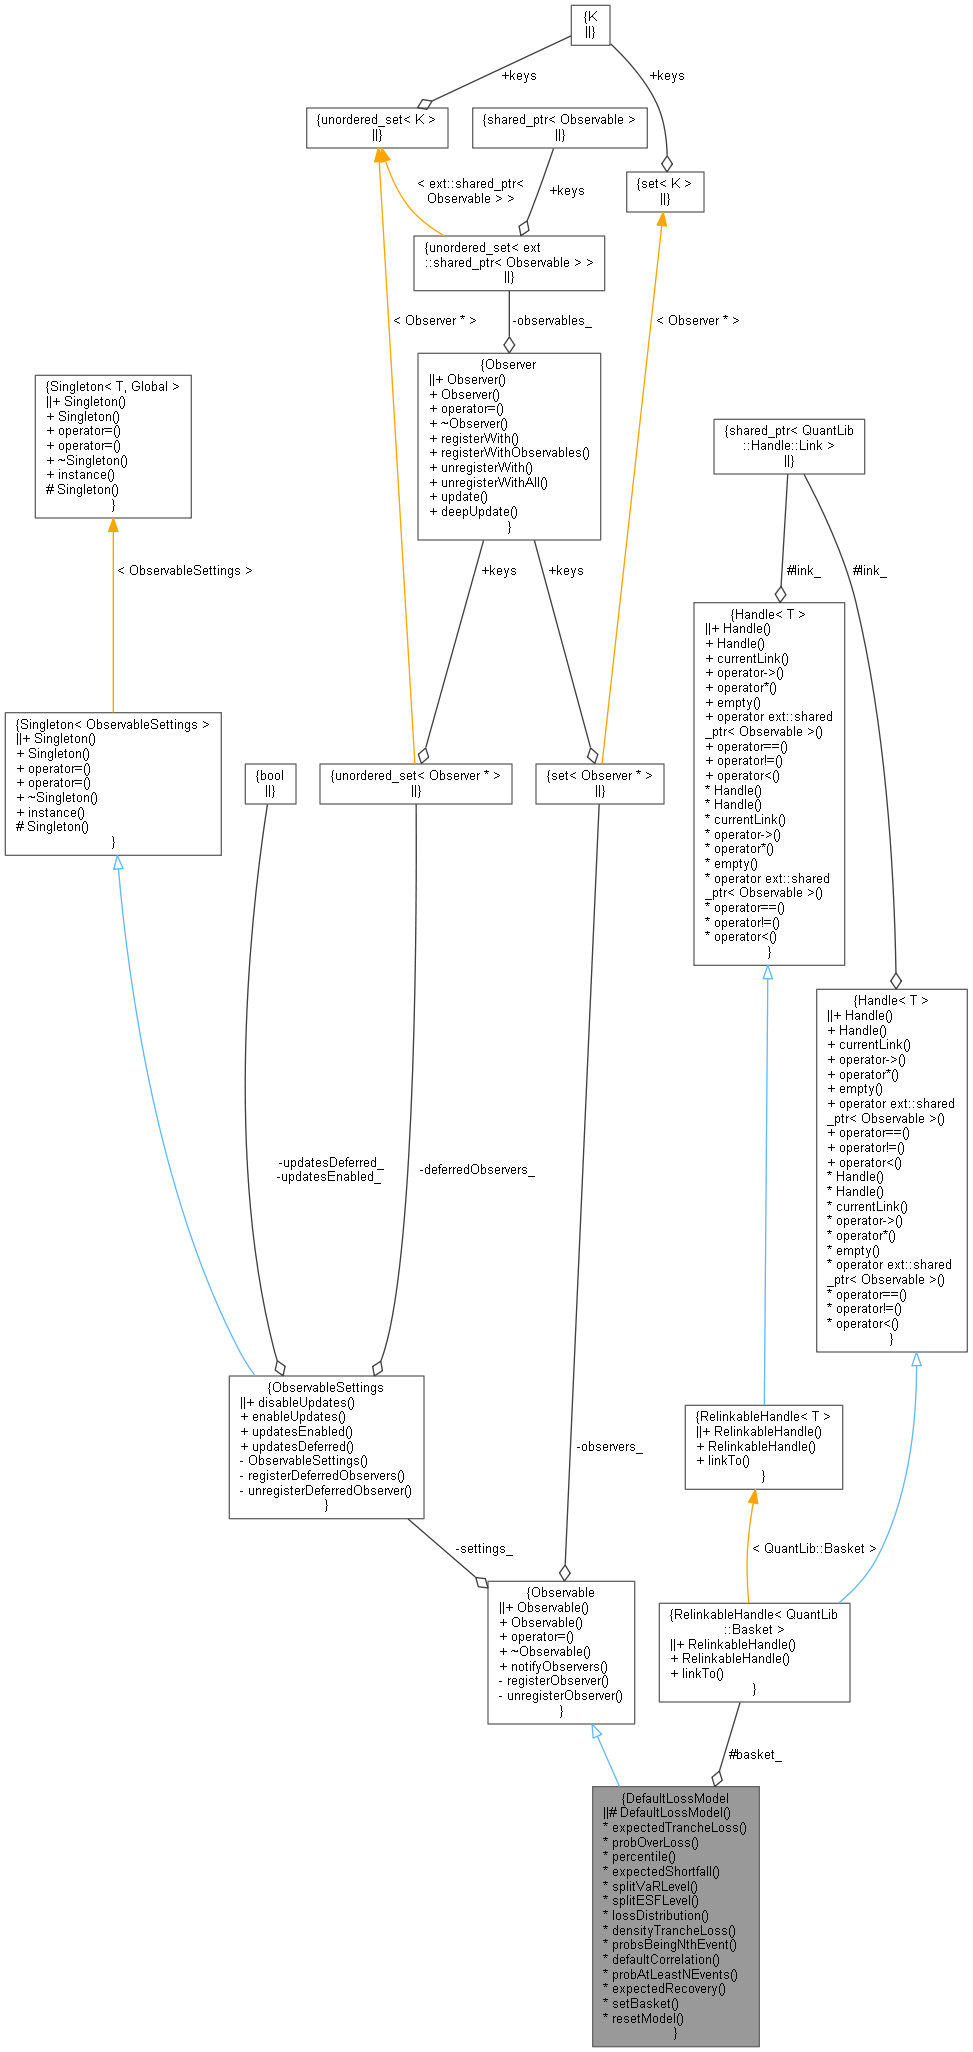 {K
||}
+keys
+keys
{unordered_set< K >
||}
{shared_ptr< Observable >
||}
{set< K >
||}
< ext::shared_ptr<
Observable > >
+keys
{unordered_set< ext
::shared_ptr< Observable > >
||}
< Observer * >
-observables_
< Observer * >
{Observer
||+ Observer()
+ Observer()
+ operator=()
+ ~Observer()
+ registerWith()
+ registerWithObservables()
+ unregisterWith()
+ unregisterWithAll()
+ update()
+ deepUpdate()
}
{Singleton< T, Global >
||+ Singleton()
+ Singleton()
+ operator=()
+ operator=()
+ ~Singleton()
+ instance()
# Singleton()
}
{shared_ptr< QuantLib
::Handle::Link >
||}
< ObservableSettings >
+keys
+keys
#link_
#link_
{Handle< T >
||+ Handle()
+ Handle()
+ currentLink()
+ operator->()
+ operator*()
+ empty()
+ operator ext::shared
_ptr< Observable >()
+ operator==()
+ operator!=()
+ operator<()
* Handle()
* Handle()
* currentLink()
* operator->()
* operator*()
* empty()
* operator ext::shared
_ptr< Observable >()
* operator==()
* operator!=()
* operator<()
}
{Singleton< ObservableSettings >
||+ Singleton()
+ Singleton()
+ operator=()
+ operator=()
+ ~Singleton()
+ instance()
# Singleton()
}
{bool
||}
{unordered_set< Observer * >
||}
{set< Observer * >
||}
{Handle< T >
||+ Handle()
+ Handle()
+ currentLink()
+ operator->()
+ operator*()
+ empty()
+ operator ext::shared
_ptr< Observable >()
+ operator==()
+ operator!=()
+ operator<()
* Handle()
* Handle()
* currentLink()
* operator->()
* operator*()
* empty()
* operator ext::shared
_ptr< Observable >()
* operator==()
* operator!=()
* operator<()
}
-updatesDeferred_
-updatesEnabled_
-deferredObservers_
{ObservableSettings
||+ disableUpdates()
+ enableUpdates()
+ updatesEnabled()
+ updatesDeferred()
- ObservableSettings()
- registerDeferredObservers()
- unregisterDeferredObserver()
}
-observers_
{RelinkableHandle< T >
||+ RelinkableHandle()
+ RelinkableHandle()
+ linkTo()
}
-settings_
< QuantLib::Basket >
{Observable
||+ Observable()
+ Observable()
+ operator=()
+ ~Observable()
+ notifyObservers()
- registerObserver()
- unregisterObserver()
}
{RelinkableHandle< QuantLib
::Basket >
||+ RelinkableHandle()
+ RelinkableHandle()
+ linkTo()
}
#basket_
{DefaultLossModel
||# DefaultLossModel()
* expectedTrancheLoss()
* probOverLoss()
* percentile()
* expectedShortfall()
* splitVaRLevel()
* splitESFLevel()
* lossDistribution()
* densityTrancheLoss()
* probsBeingNthEvent()
* defaultCorrelation()
* probAtLeastNEvents()
* expectedRecovery()
* setBasket()
* resetModel()
}